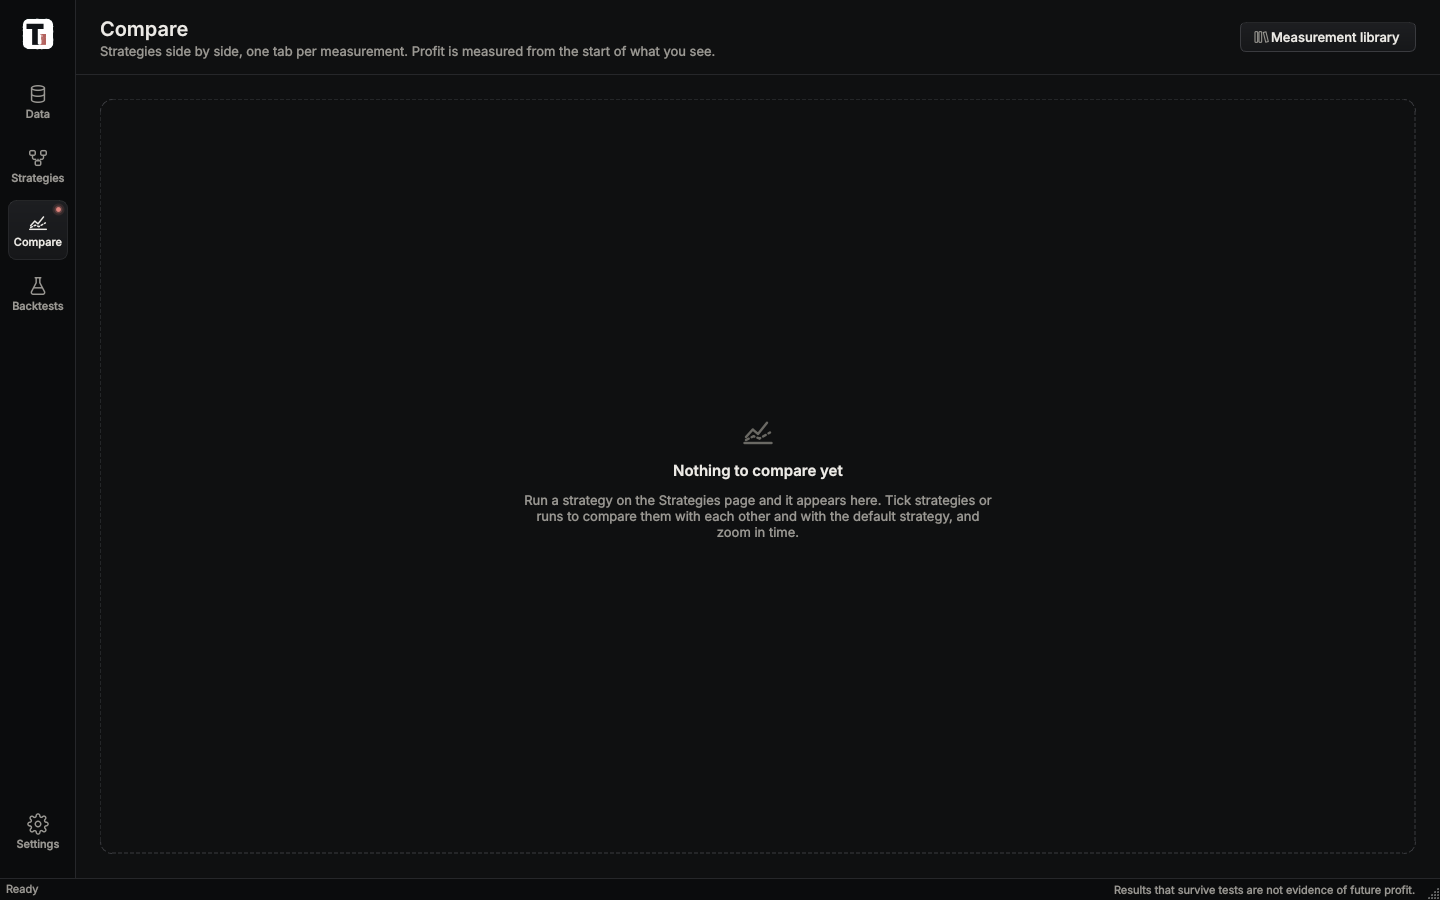 Ti
Compare
Strategies side by side, one tab per measurement. Profit is measured from the start of what you see.
Measurement library
Data
Strategies
Compare
Backtests
Nothing to compare yet
Run a strategy on the Strategies page and it appears here. Tick strategies or
runs to compare them with each other and with the default strategy, and
zoom in time.
Settings
Ready
Results that survive tests are not evidence of future profit.